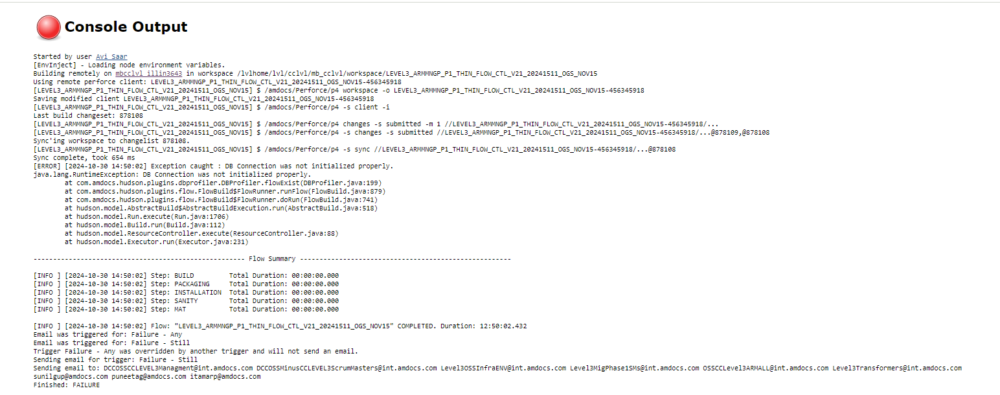 Console Output
Started by user Avi Saar
[EnvInject] - Loading node environment variables.
Building remotely on mbcclvl_illin3643 in workspace /lvlhome/lvl/cclvl/mb_cclvl/workspace/LEVEL3_ARMMNGP_P1_THIN_FLOW_CTL_V21_20241511_OGS_NOV15
Using remote perforce client: LEVEL3_ARMMNGP_P1_THIN_FLOW_CTL_V21_20241511_OGS_NOV15-456345918
[LEVEL3_ARMMNGP_P1_THIN_FLOW_CTL_V21_20241511_OGS_NOV15] $ /amdocs/Perforce/p4 workspace -o LEVEL3_ARMMNGP_P1_THIN_FLOW_CTL_V21_20241511_OGS_NOV15-456345918
Saving modified client LEVEL3_ARMMNGP_P1_THIN_FLOW_CTL_V21_20241511_OGS_NOV15-456345918
[LEVEL3_ARMMNGP_P1_THIN_FLOW_CTL_V21_20241511_OGS_NOV15] $ /amdocs/Perforce/p4 -s client -i
Last build changeset: 878108
[LEVEL3_ARMMNGP_P1_THIN_FLOW_CTL_V21_20241511_OGS_NOV15] $ /amdocs/Perforce/p4 changes -s submitted -m 1 //LEVEL3_ARMMNGP_P1_THIN_FLOW_CTL_V21_20241511_OGS_NOV15-456345918/...
[LEVEL3_ARMMNGP_P1_THIN_FLOW_CTL_V21_20241511_OGS_NOV15] $ /amdocs/Perforce/p4 -s changes -s submitted //LEVEL3_ARMMNGP_P1_THIN_FLOW_CTL_V21_20241511_OGS_NOV15-456345918/...@878109,@878108
Sync'ing workspace to changelist 878108.
[LEVEL3_ARMMNGP_P1_THIN_FLOW_CTL_V21_20241511_OGS_NOV15] $ /amdocs/Perforce/p4 -s sync //LEVEL3_ARMMNGP_P1_THIN_FLOW_CTL_V21_20241511_OGS_NOV15-456345918/...@878108
Sync complete, took 654 ms
[ERROR] [2024-10-30 14:50:02] Exception caught : DB Connection was not initialized properly.
java.lang.RuntimeException: DB Connection was not initialized properly.
at com.amdocs.hudson.plugins.dbprofiler.DBProfiler.flowExist(DBProfiler.java:199)
at com.amdocs.hudson.plugins.flow.FlowBuild$FlowRunner.runFlow(FlowBuild.java:879)
at com.amdocs.hudson.plugins.flow.FlowBuild$FlowRunner.doRun(FlowBuild.java:741)
at hudson.model.AbstractBuild$AbstractBuildExecution.run(AbstractBuild.java:518)
at hudson.model.Run.execute(Run.java:1706)
at hudson.model.Build.run(Build.java:112)
at hudson.model.ResourceController.execute(ResourceController.java:88)
at hudson.model.Executor.run(Executor.java:231)
------------------------------------------------------ Flow Summary ------------------------------------------------------
[INFO ] [2024-10-30 14:50:02] Step: BUILD Total Duration: 00:00:00.000
[INFO ] [2024-10-30 14:50:02] Step: PACKAGING Total Duration: 00:00:00.000
[INFO ] [2024-10-30 14:50:02] Step: INSTALLATION Total Duration: 00:00:00.000
[INFO ] [2024-10-30 14:50:02] Step: SANITY Total Duration: 00:00:00.000
[INFO ] [2024-10-30 14:50:02] Step: MAT Total Duration: 00:00:00.000
[INFO ] [2024-10-30 14:50:02] Flow: "LEVEL3_ARMMNGP_P1_THIN_FLOW_CTL_V21_20241511_OGS_NOV15" COMPLETED. Duration: 12:50:02.432
Email was triggered for: Failure - Any
Email was triggered for: Failure - Still
Trigger Failure - Any was overridden by another trigger and will not send an email.
Sending email for trigger: Failure - Still
Sending email to: DCCOSSCCLEVEL3Managment@int.amdocs.com DCCOSSMinusCCLEVEL3ScrumMasters@int.amdocs.com Level3OSSInfraENV@int.amdocs.com Level3MigPhase1SMs@int.amdocs.com OSSCCLevel3ARMALL@int.amdocs.com Level3Transformers@int.amdocs.com
sunilgup@amdocs.com puneetag@amdocs.com itamarp@amdocs.com
Finished: FAILURE